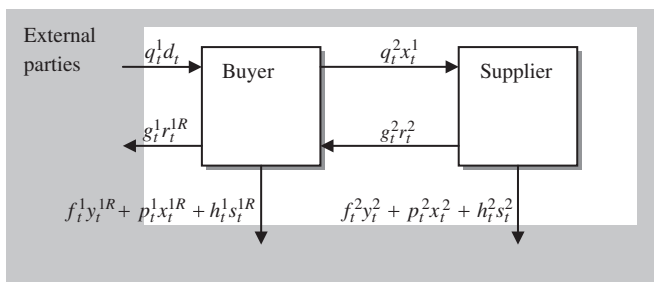 External
parties
q_t^1 d_t
Buyer
q_t^2 x_t^1
Supplier
g_t^1 r_t^{1R}
g_t^2 r_t^2
f_t^1 y_t^{1R} + p_t^1 x_t^{1R} + h_t^1 s_t^{1R}
f_t^2 y_t^2 + p_t^2 x_t^2 + h_t^2 s_t^2